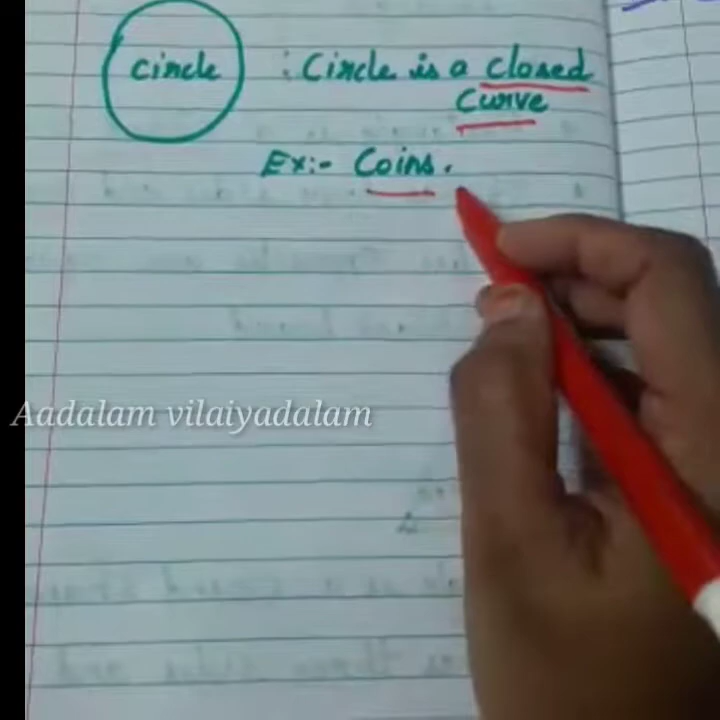 circle : Circle is a closed
Curve
Ex:- Coins.
Aadalam vilaiyadalam